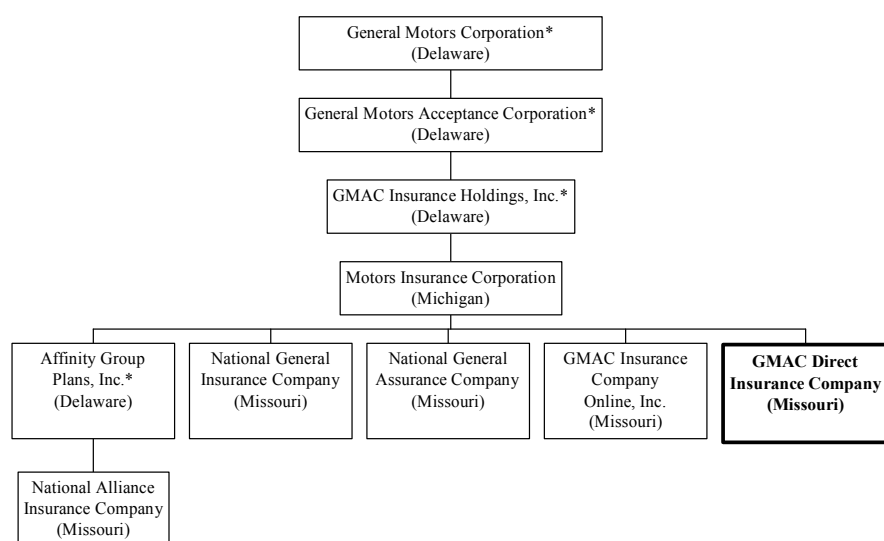 General Motors Corporation*
(Delaware)
General Motors Acceptance Corporation*
(Delaware)
GMAC Insurance Holdings, Inc.*
(Delaware)
Motors Insurance Corporation
(Michigan)
Affinity Group
Plans, Inc.*
(Delaware)
National General
Insurance Company
(Missouri)
National General
Assurance Company
(Missouri)
GMAC Insurance
Company
Online, Inc.
(Missouri)
GMAC Direct
Insurance Company
(Missouri)
National Alliance
Insurance Company
(Missouri)